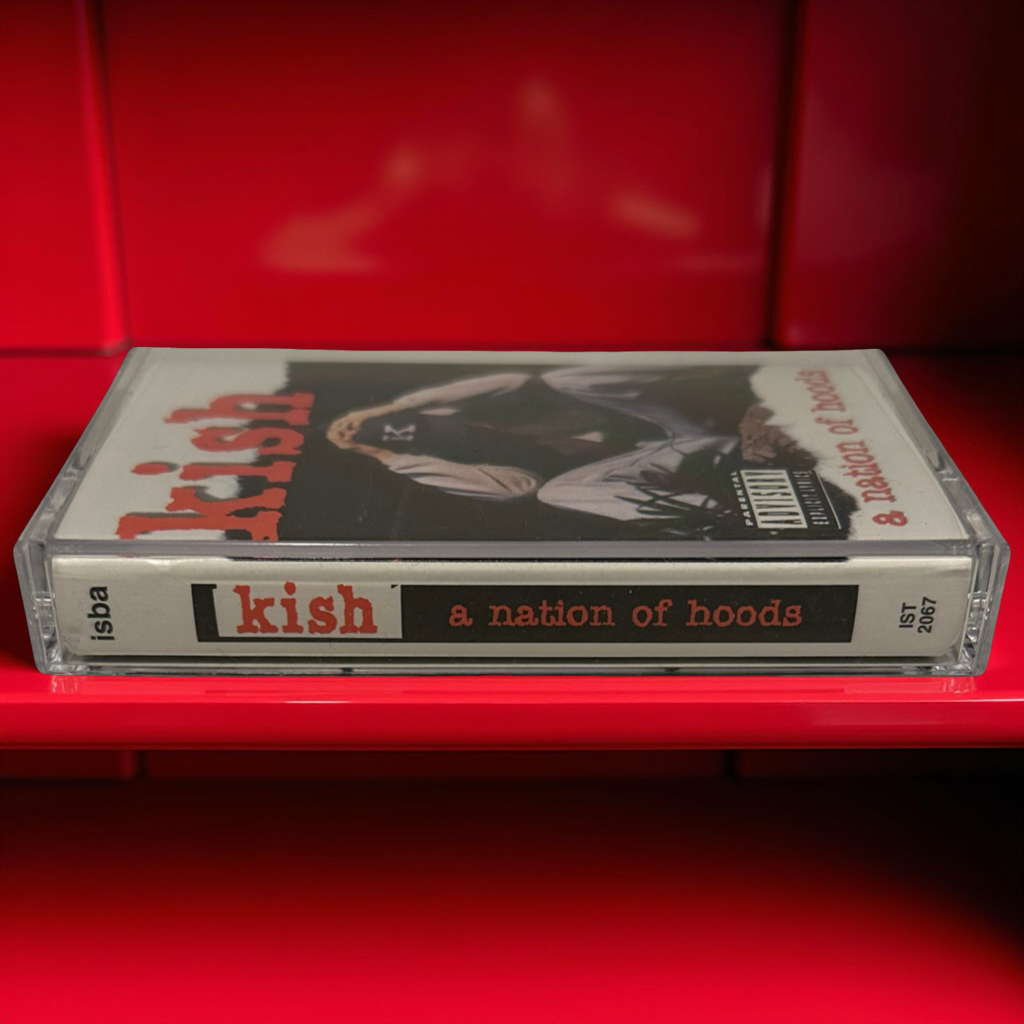 kish
a nation of hoods
K
PARENTAL
ADVISORY
EXPLICIT LYRICS
isba
kish
a nation of hoods
IST
2067